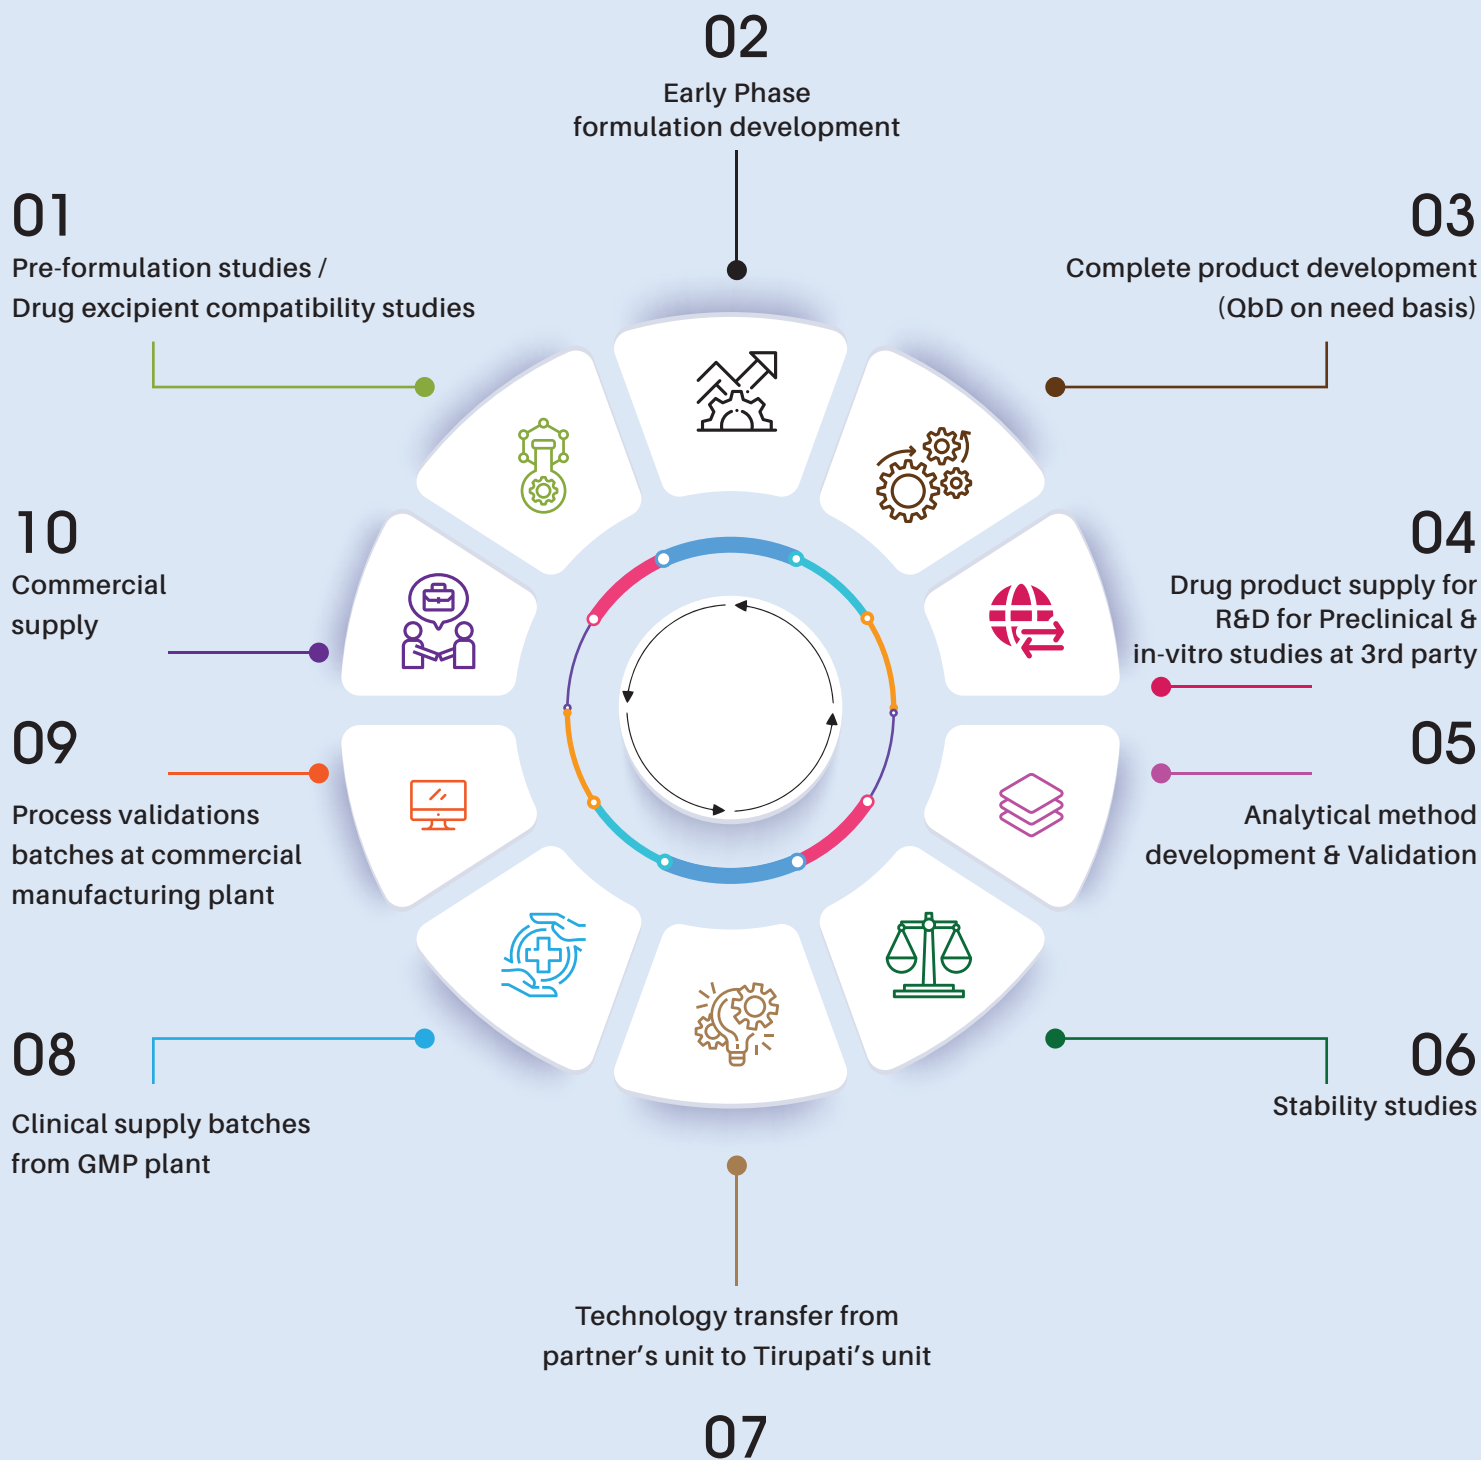 01
Pre-formulation studies /
Drug excipient compatibility studies
02
Early Phase
formulation development
03
Complete product development
(QbD on need basis)
04
Drug product supply for
R&D for Preclinical &
in-vitro studies at 3rd party
05
Analytical method
development & Validation
06
Stability studies
Technology transfer from
partner’s unit to Tirupati’s unit
07
08
Clinical supply batches
from GMP plant
09
Process validations
batches at commercial
manufacturing plant
10
Commercial
supply